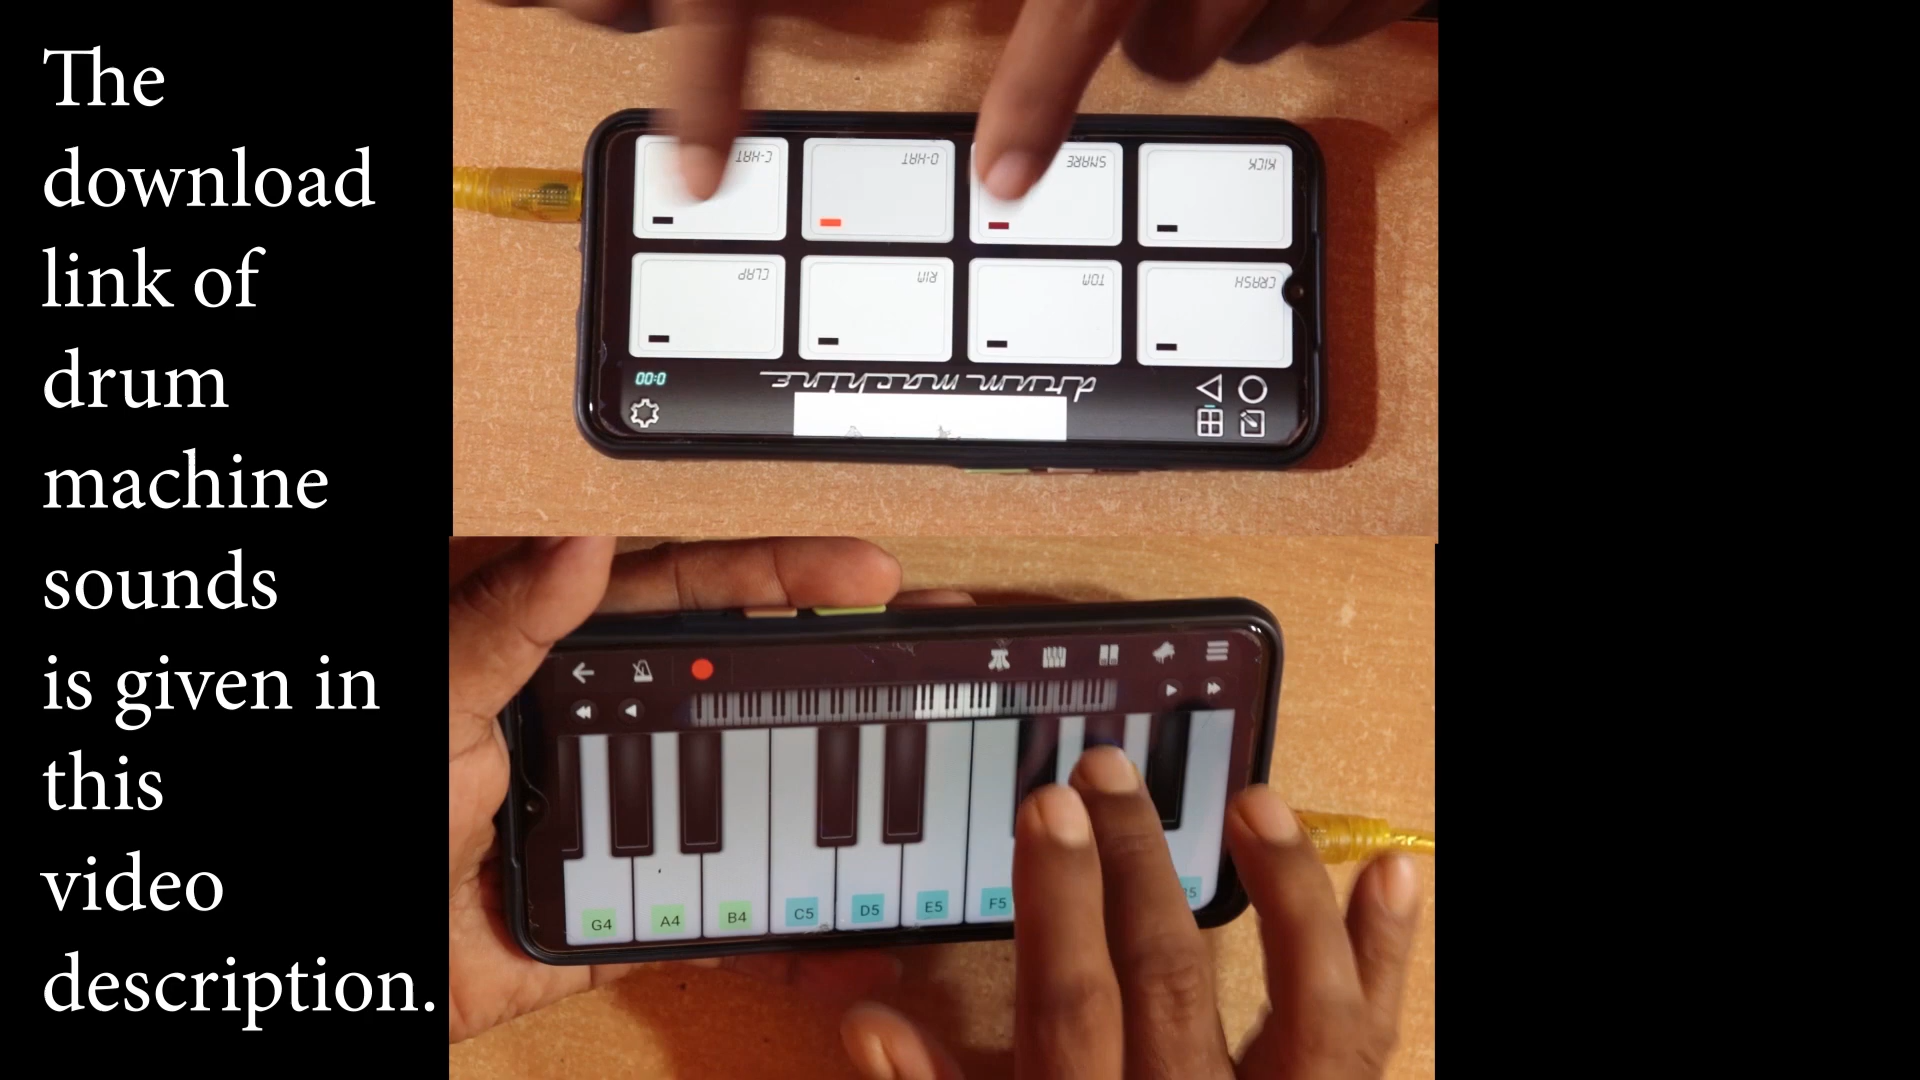 The
download
link of
drum
machine
sounds
is given in
this
video
description.
C-HAT
O-HAT
SNARE
KICK
CLAP
RIM
TOM
CRASH
00:0
drum machine
G4
A4
B4
C5
D5
E5
F5